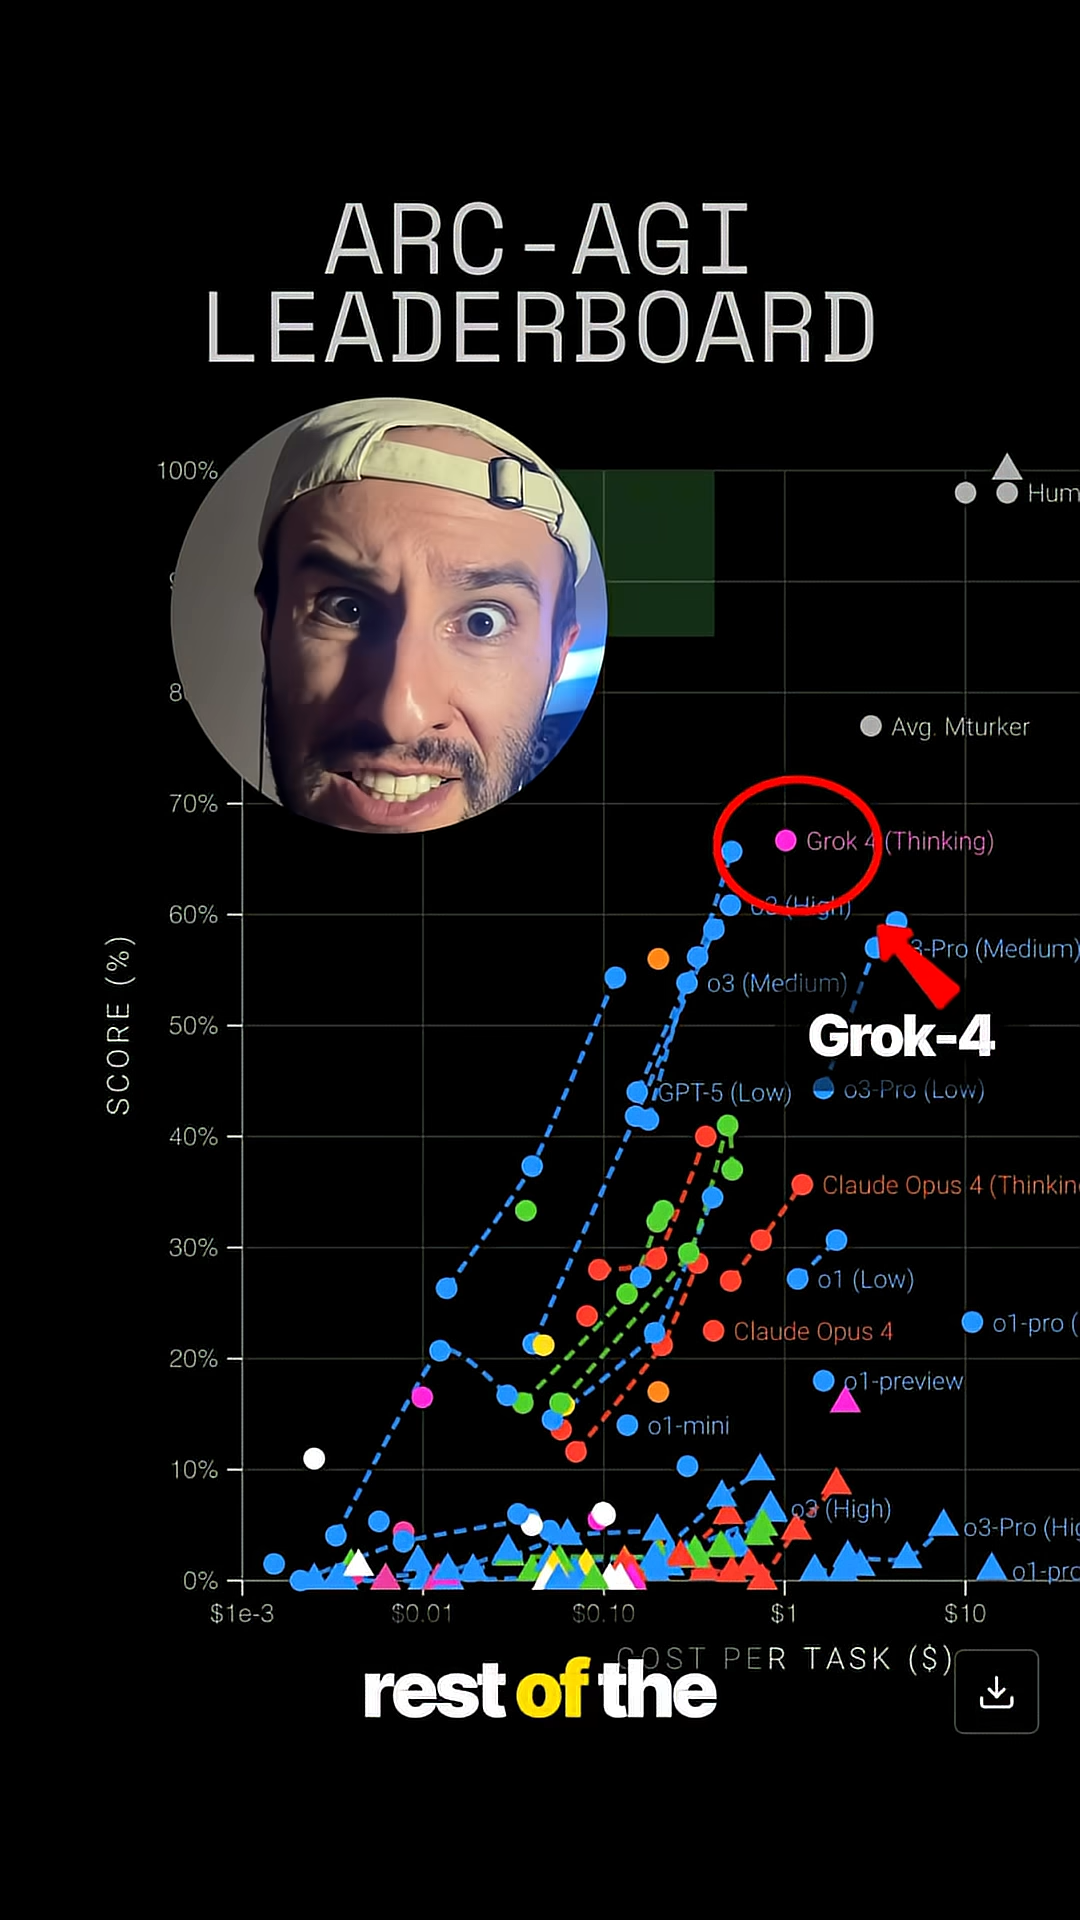 ARC-AGI
LEADERBOARD
100%
Hum
Avg. Mturker
70%
Grok 4 (Thinking)
o3 (High)
60%
3-Pro (Medium)
o3 (Medium)
50%
Grok-4
GPT-5 (Low)
o3-Pro (Low)
40%
Claude Opus 4 (Thinkin
30%
o1 (Low)
o1-pro (
Claude Opus 4
20%
o1-preview
o1-mini
10%
o3 (High)
o3-Pro (Hig
o1-pro
0%
$1e-3
$0.01
$0.10
$1
$10
SCORE (%)
COST PER TASK ($)
rest of the